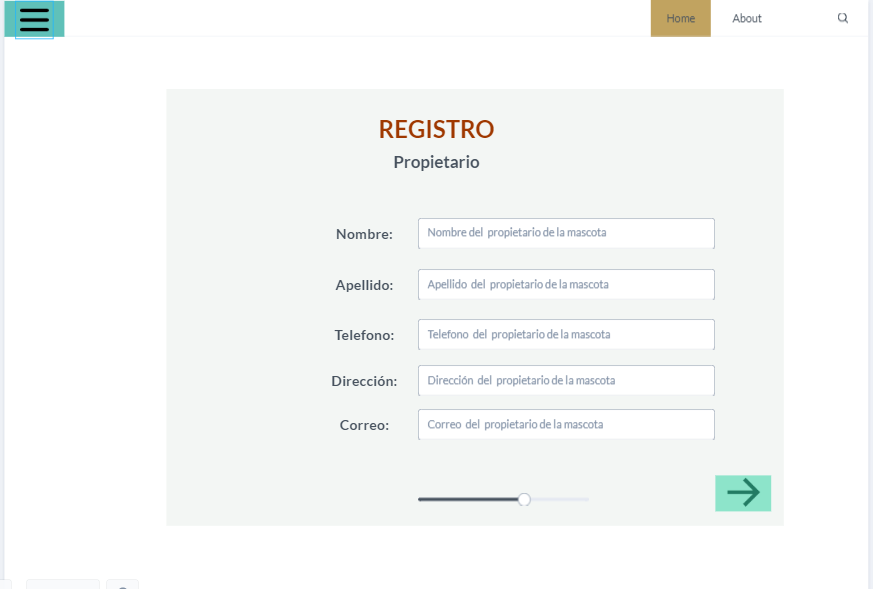 Home About
REGISTRO
Propietario
Nombre: Nombre del propietario de la mascota
Apellido: Apellido del propietario de la mascota
Telefono: Telefono del propietario de la mascota
Dirección: Dirección del propietario de la mascota
Correo: Correo del propietario de la mascota